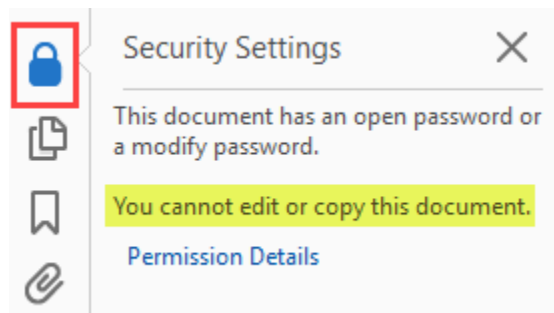 Security Settings
This document has an open password or
a modify password.
You cannot edit or copy this document.
Permission Details